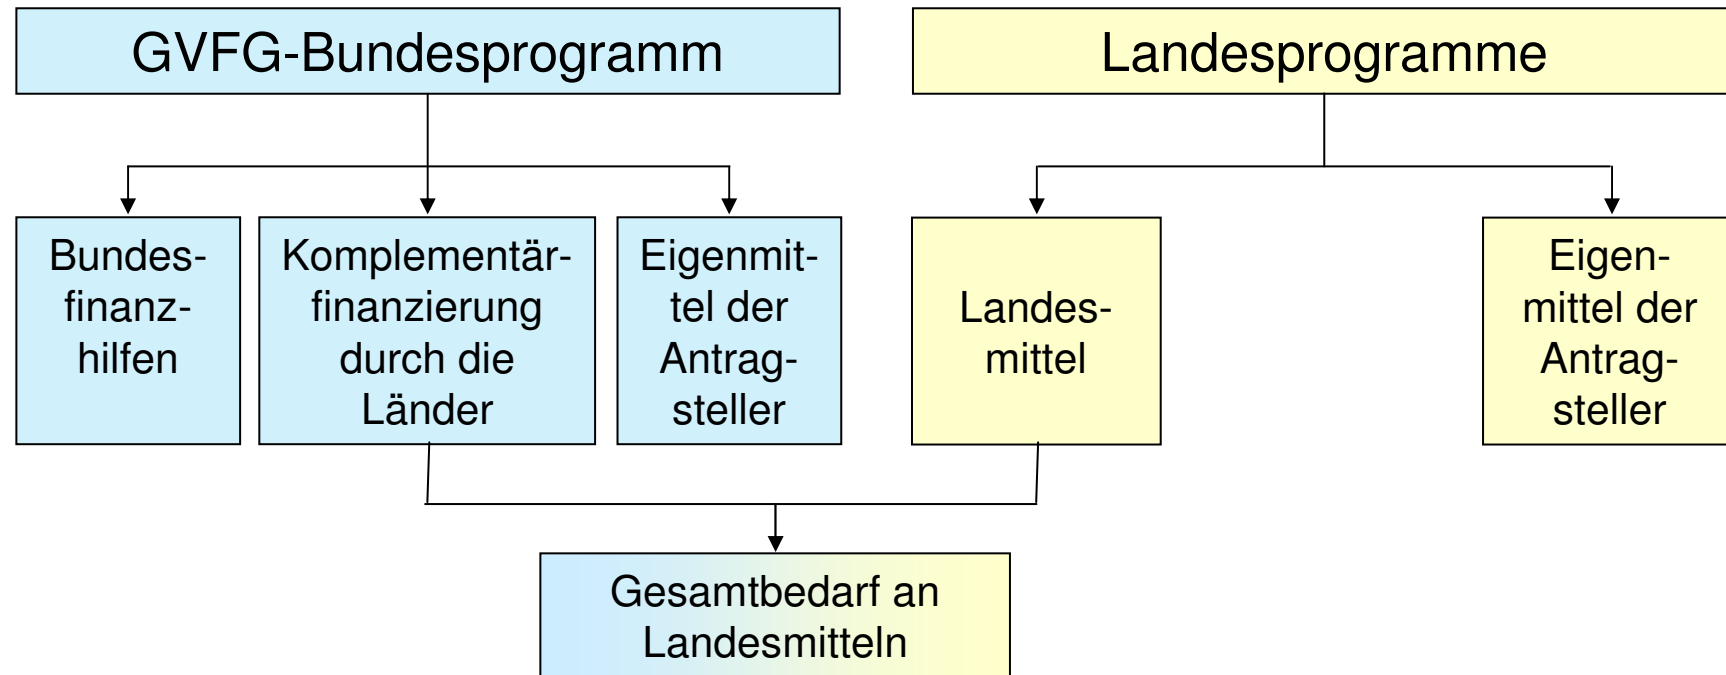 GVFG-Bundesprogramm
Landesprogramme
Bundes-
finanz-
hilfen
Komplementär-
finanzierung
durch die
Länder
Eigenmit-
tel der
Antrag-
steller
Landes-
mittel
Eigen-
mittel der
Antrag-
steller
Gesamtbedarf an
Landesmitteln